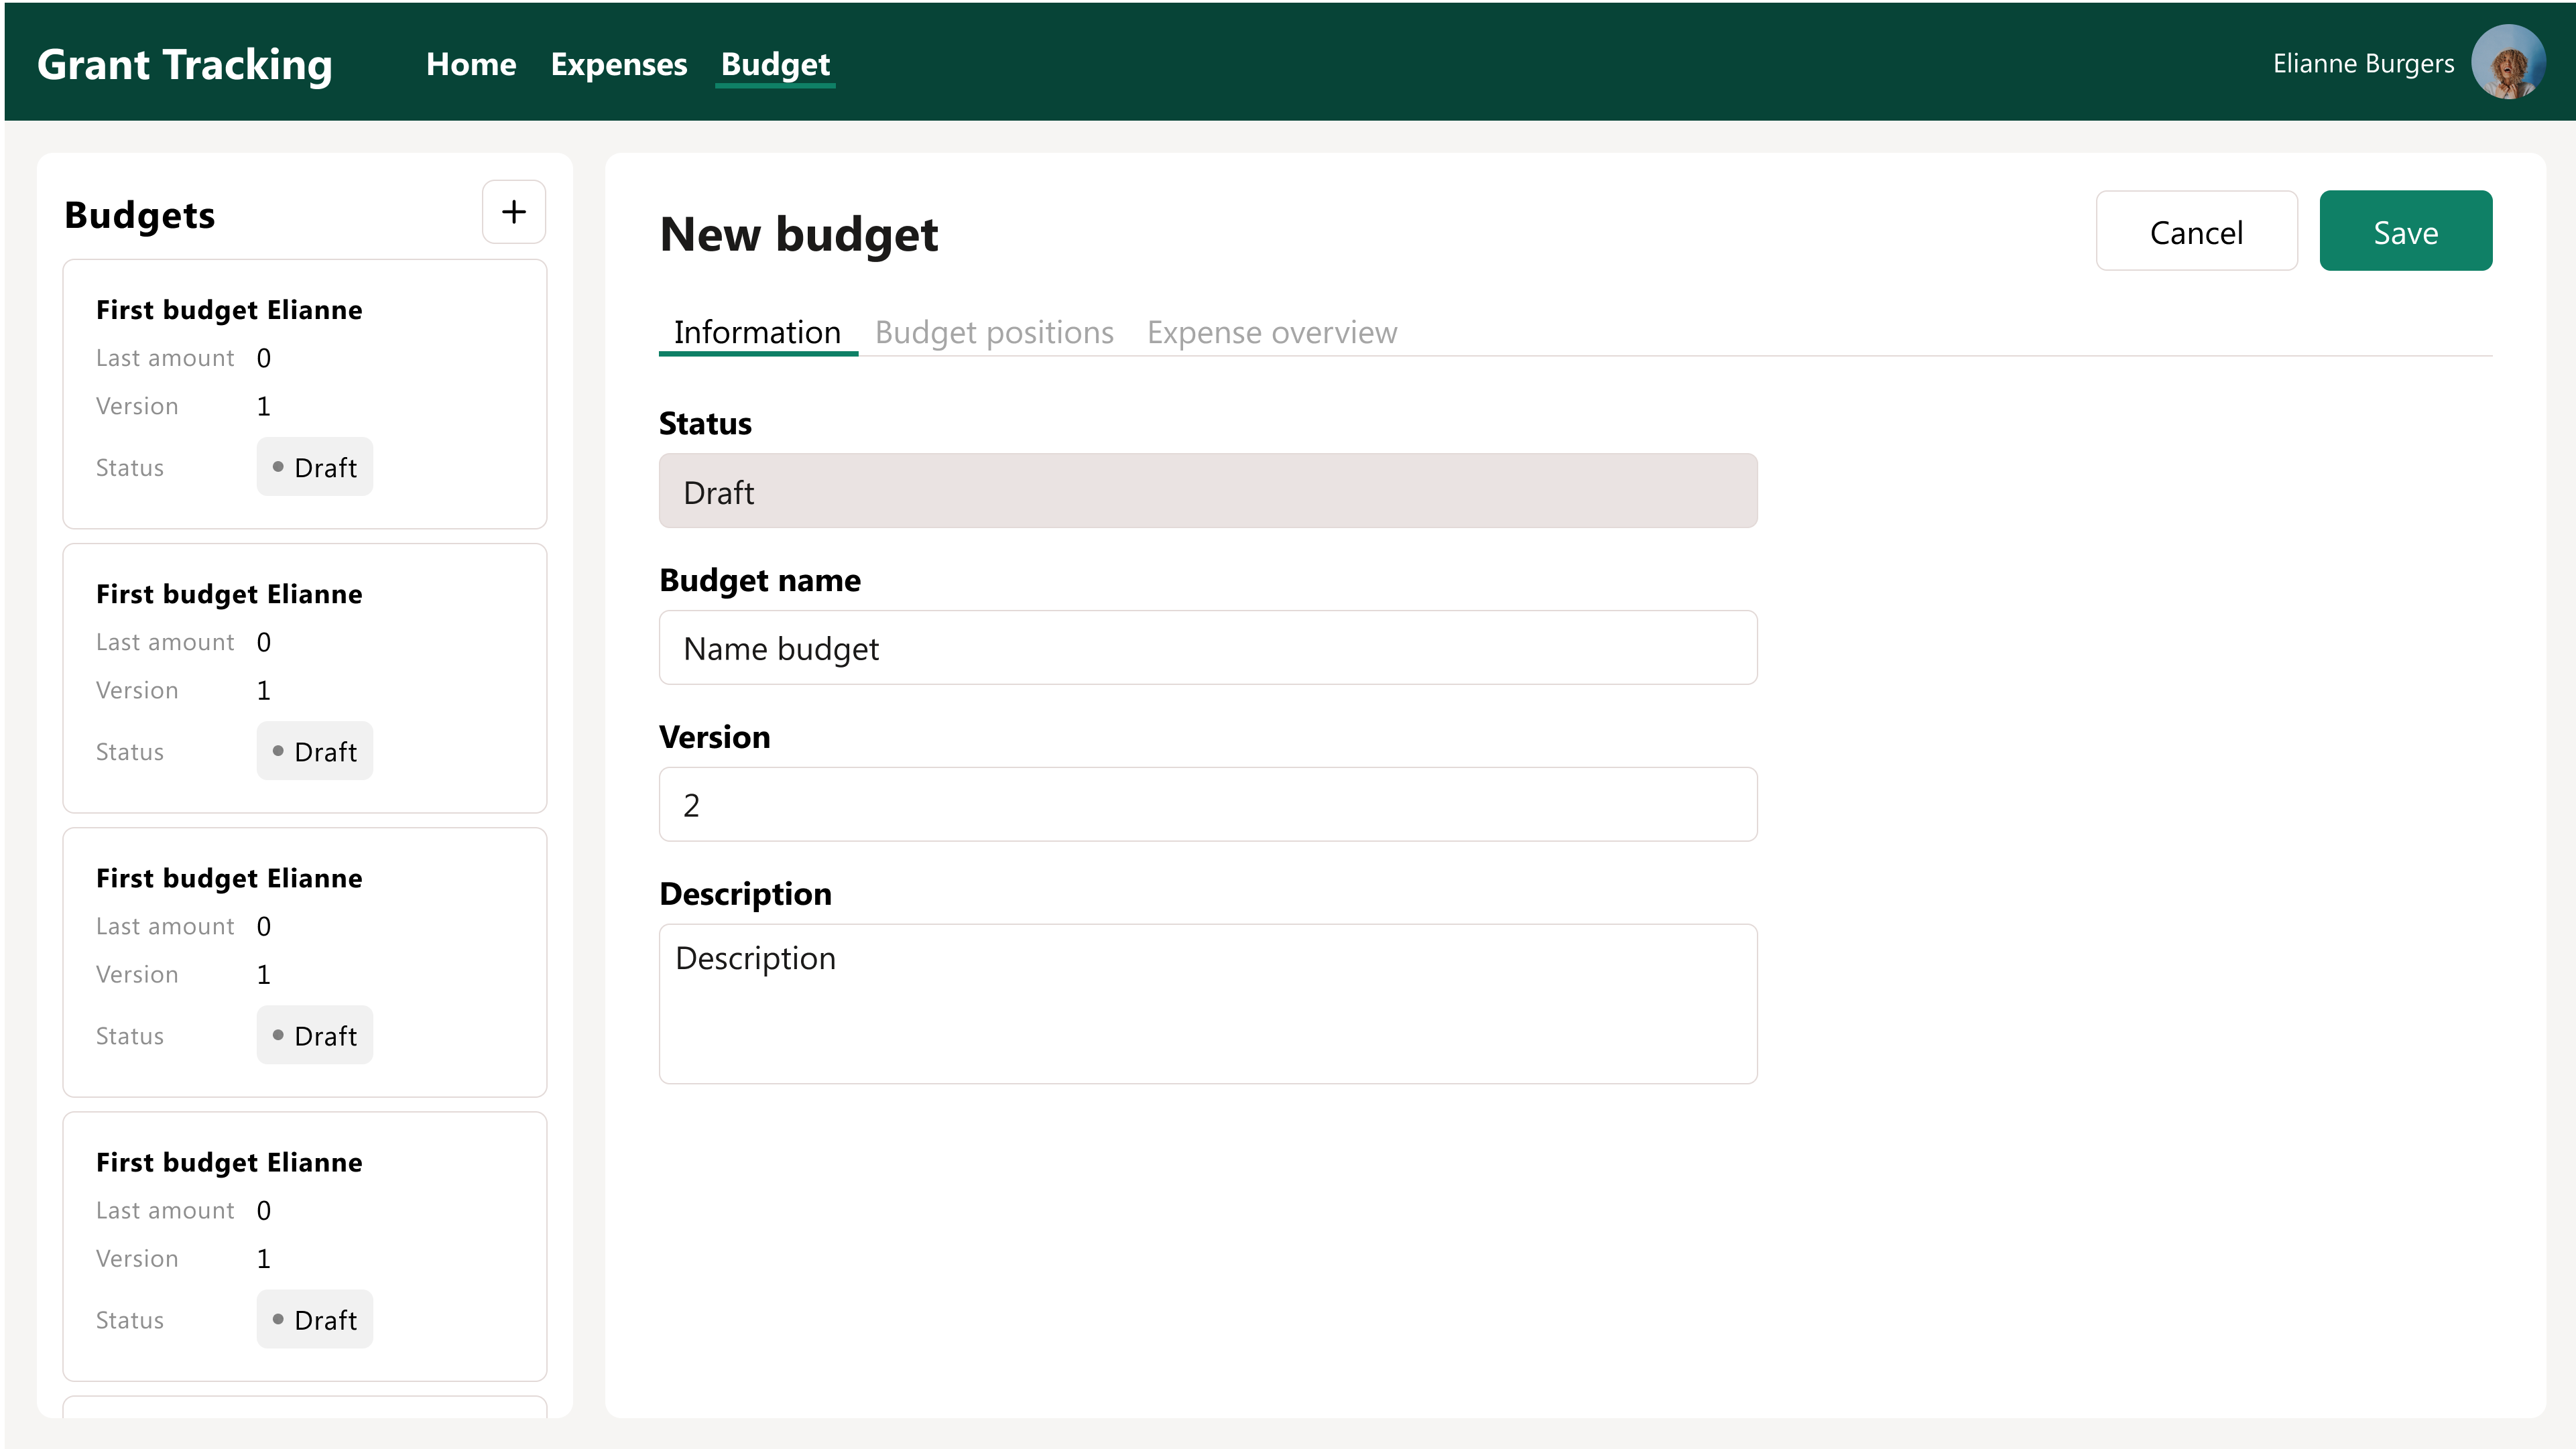 Grant Tracking
Home Expenses Budget
Elianne Burgers
Budgets
+
First budget Elianne
Last amount 0
Version 1
Status Draft
First budget Elianne
Last amount 0
Version 1
Status Draft
First budget Elianne
Last amount 0
Version 1
Status Draft
First budget Elianne
Last amount 0
Version 1
Status Draft
New budget
Cancel Save
Information Budget positions Expense overview
Status
Draft
Budget name
Name budget
Version
2
Description
Description